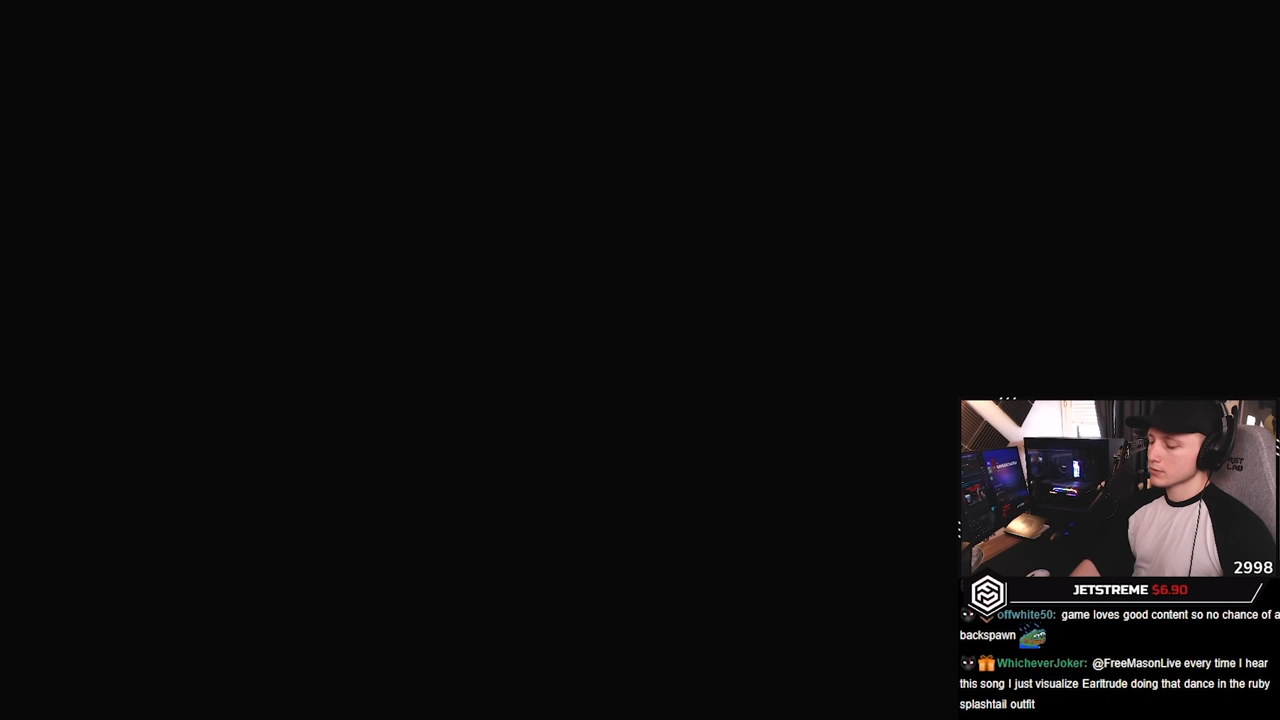 2998
JETSTREME $6.90
offwhite50: game loves good content so no chance of a
backspawn
WhicheverJoker: @FreeMasonLive every time I hear
this song I just visualize Earltrude doing that dance in the ruby
splashtail outfit